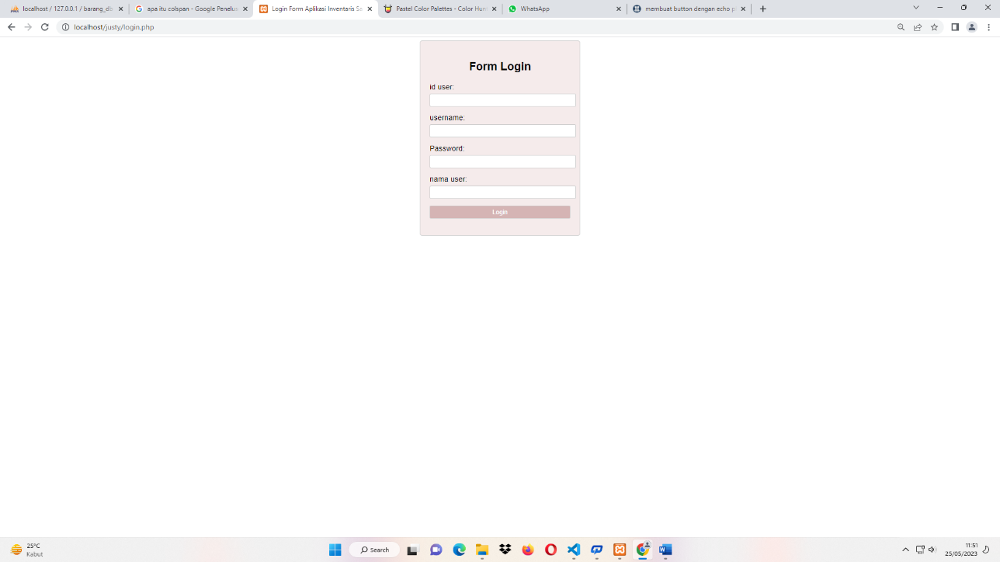 localhost / 127.0.0.1 / barang_db
apa itu colspan - Google Peneluc
Login Form Aplikasi Inventaris Sa
Pastel Color Palettes - Color Hunt
WhatsApp
membuat button dengan echo p
localhost/justy/login.php
Form Login
id user:
username:
Password:
nama user:
Login
25°C
Kabut
Search
11:51
25/05/2023